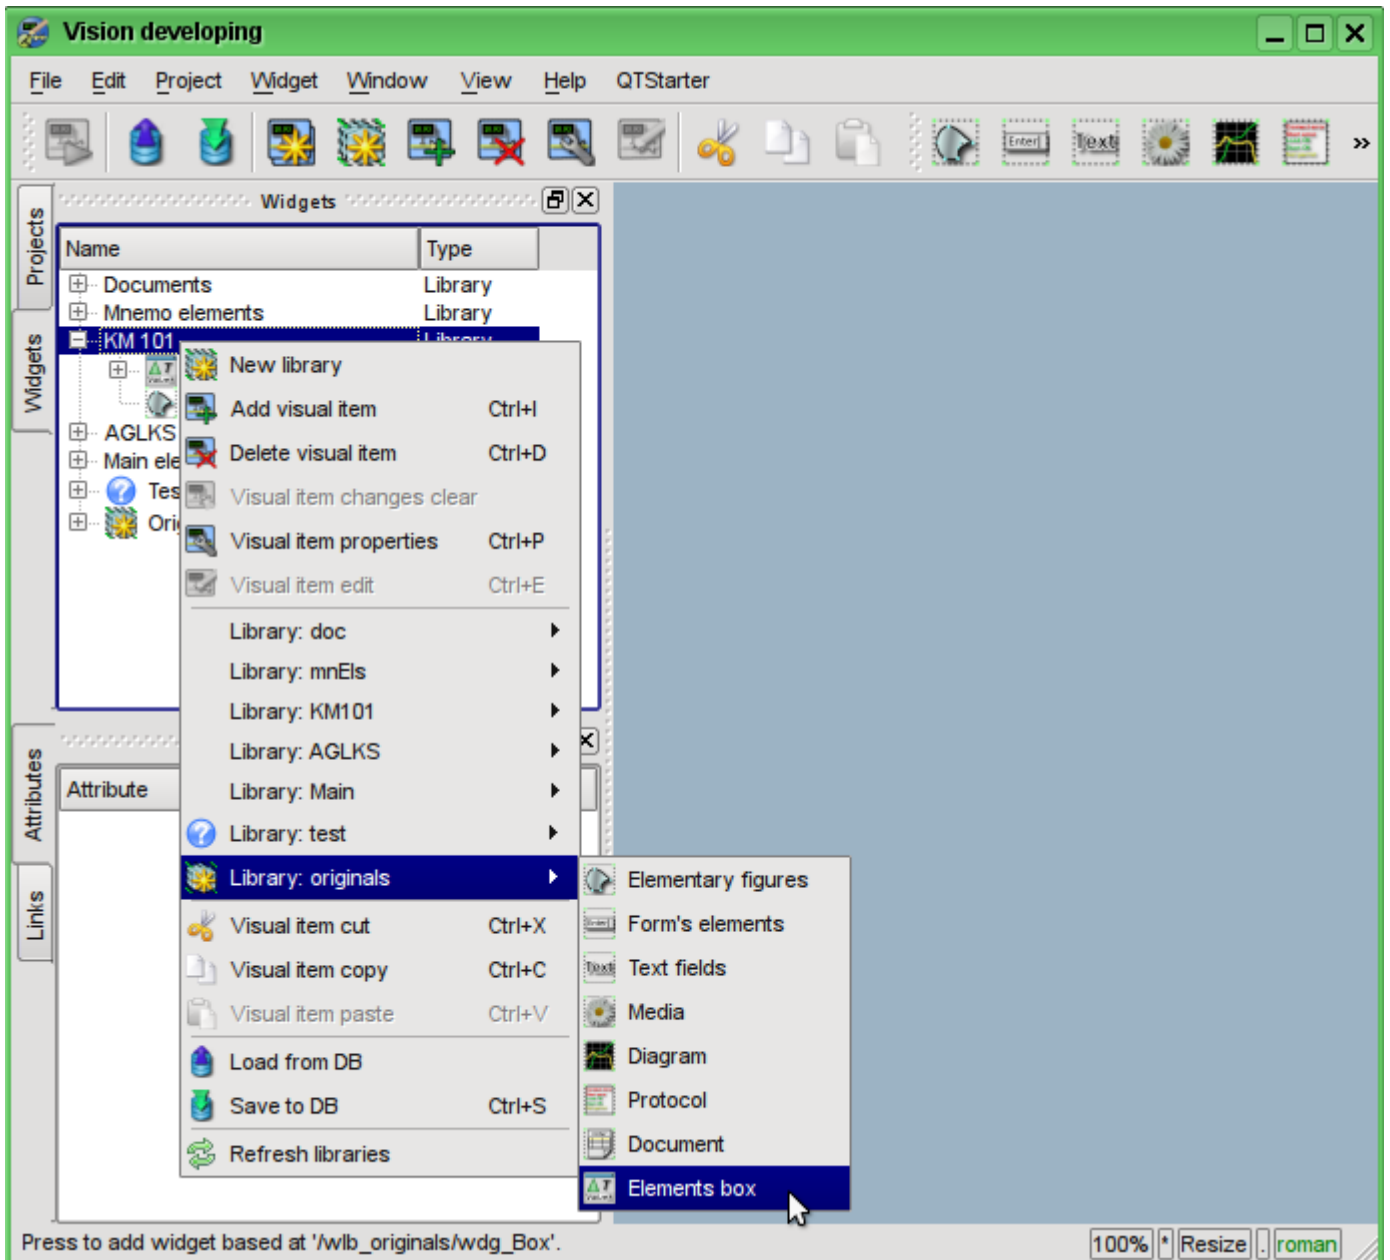 Vision developing
File Edit Project Widget Window View Help QTStarter
Enter Text »
Projects
Widgets
Widgets
Name Type
Documents Library
Mnemo elements Library
KM 101 Library
AGLKS
Main ele
Tes
Ori
New library
Add visual item Ctrl+I
Delete visual item Ctrl+D
Visual item changes clear
Visual item properties Ctrl+P
Visual item edit Ctrl+E
Library: doc
Library: mnEls
Library: KM101
Library: AGLKS
Library: Main
Library: test
Library: originals
Visual item cut Ctrl+X
Visual item copy Ctrl+C
Visual item paste Ctrl+V
Load from DB
Save to DB Ctrl+S
Refresh libraries
Attributes
Links
Attribute
Elementary figures
Form's elements
Text fields
Media
Diagram
Protocol
Document
Elements box
Press to add widget based at '/wlb_originals/wdg_Box'.
100% * Resize . roman